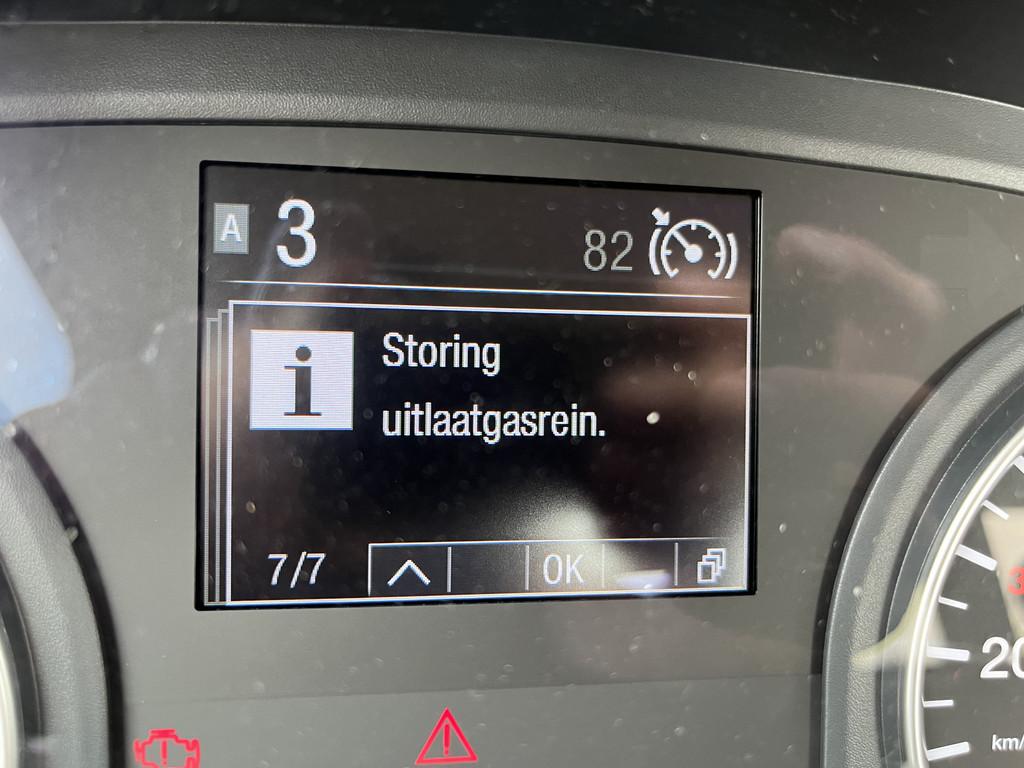 A 3
82
i
Storing
uitlaatgasrein.
7/7
OK
20
km/